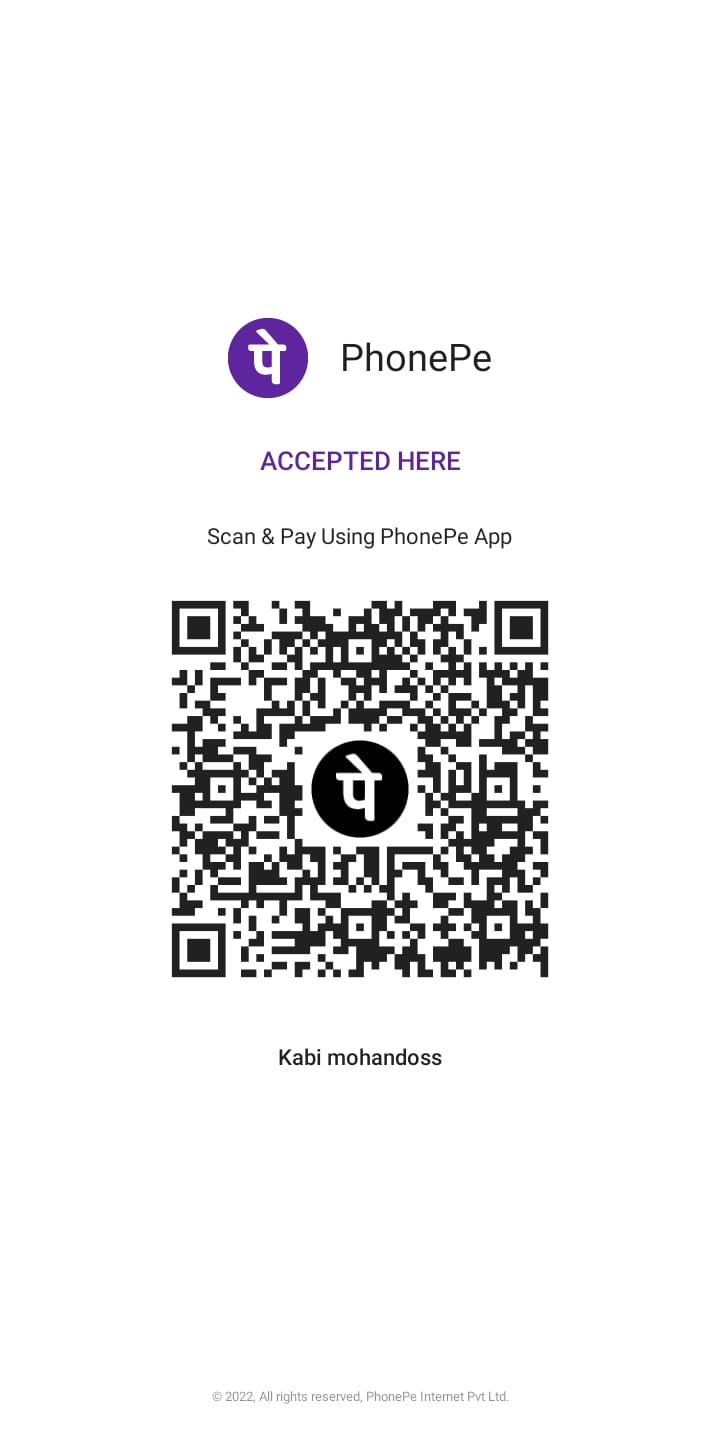 पे PhonePe
ACCEPTED HERE
Scan & Pay Using PhonePe App
पे
Kabi mohandoss
© 2022, All rights reserved, PhonePe Internet Pvt Ltd.